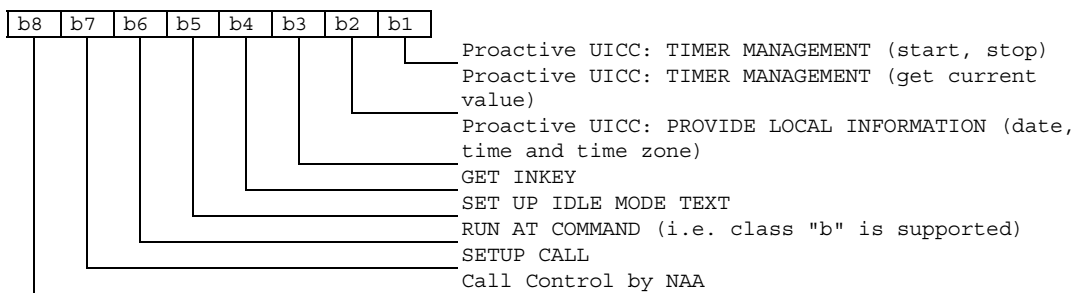 b8 b7 b6 b5 b4 b3 b2 b1
Proactive UICC: TIMER MANAGEMENT (start, stop)
Proactive UICC: TIMER MANAGEMENT (get current
value)
Proactive UICC: PROVIDE LOCAL INFORMATION (date,
time and time zone)
GET INKEY
SET UP IDLE MODE TEXT
RUN AT COMMAND (i.e. class "b" is supported)
SETUP CALL
Call Control by NAA